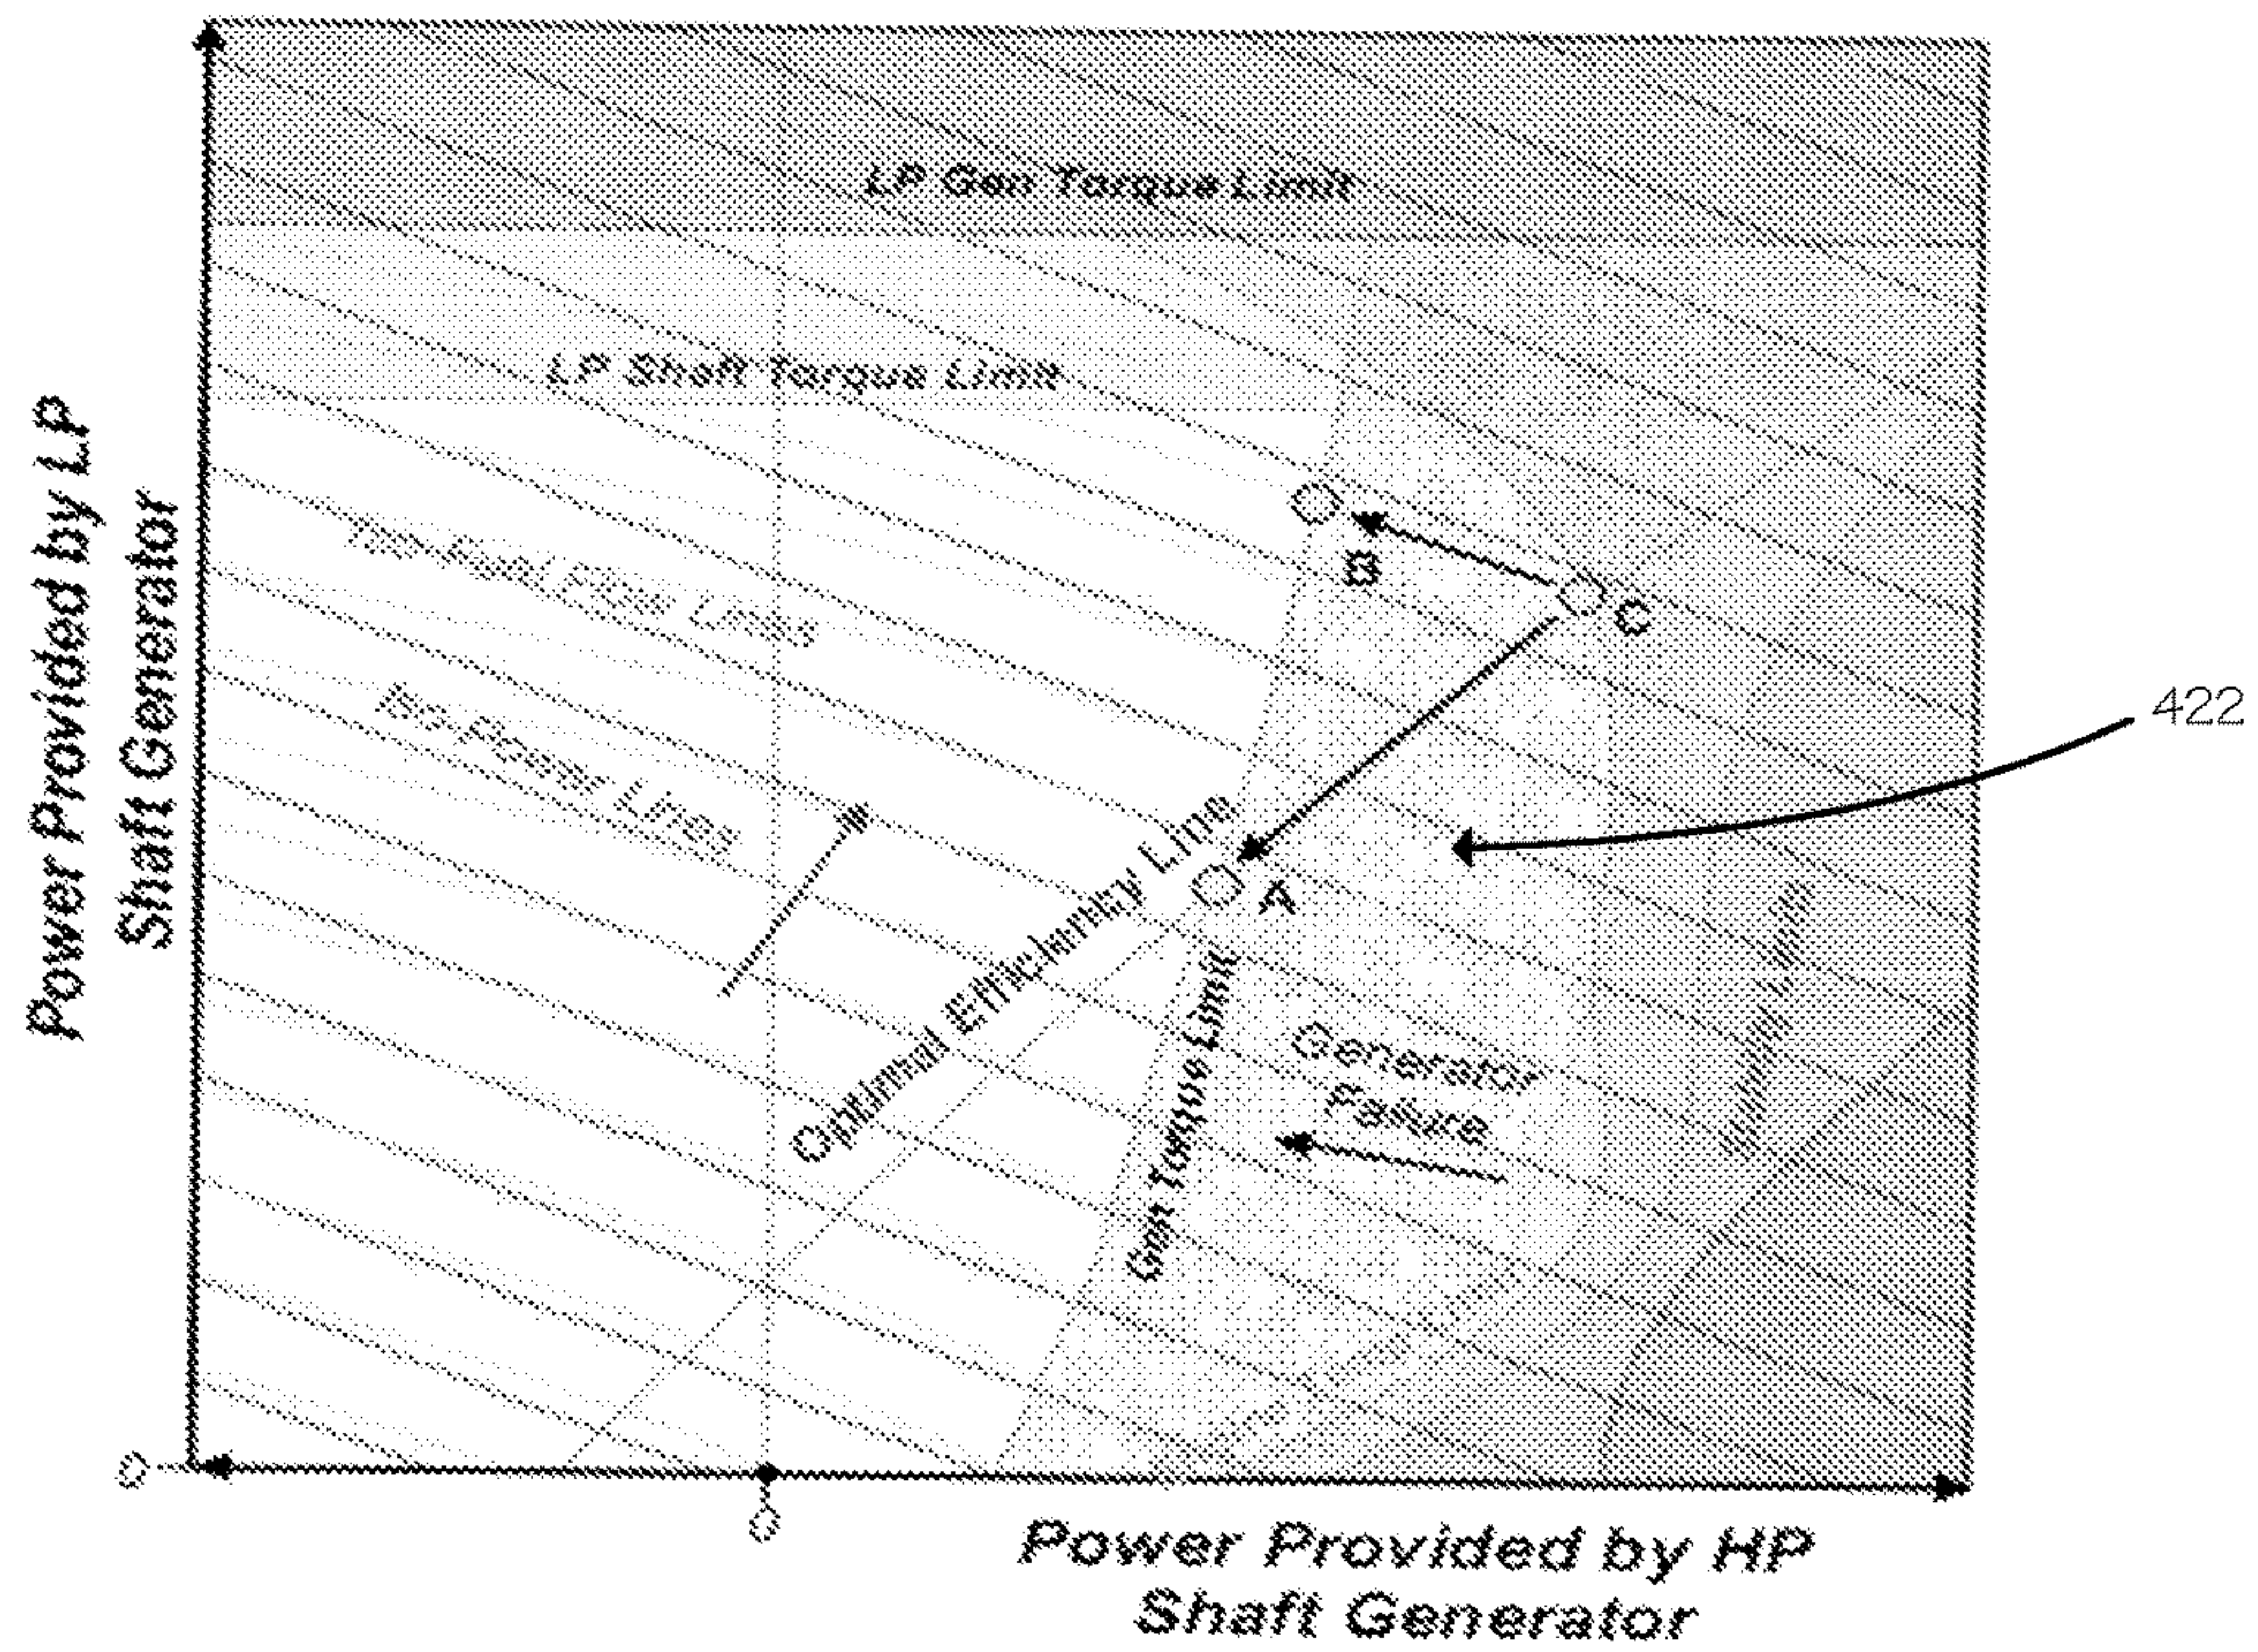 LP Gen Torque Limit
LP Shaft Torque Limit
Power Provided by LP
Shaft Generator
Iso-Fuel Flow Lines
Iso-Power Lines
B
C
422
A
Optimal Efficiency Line
Gen Torque Limit
Generator
Failure
0
0
Power Provided by HP
Shaft Generator